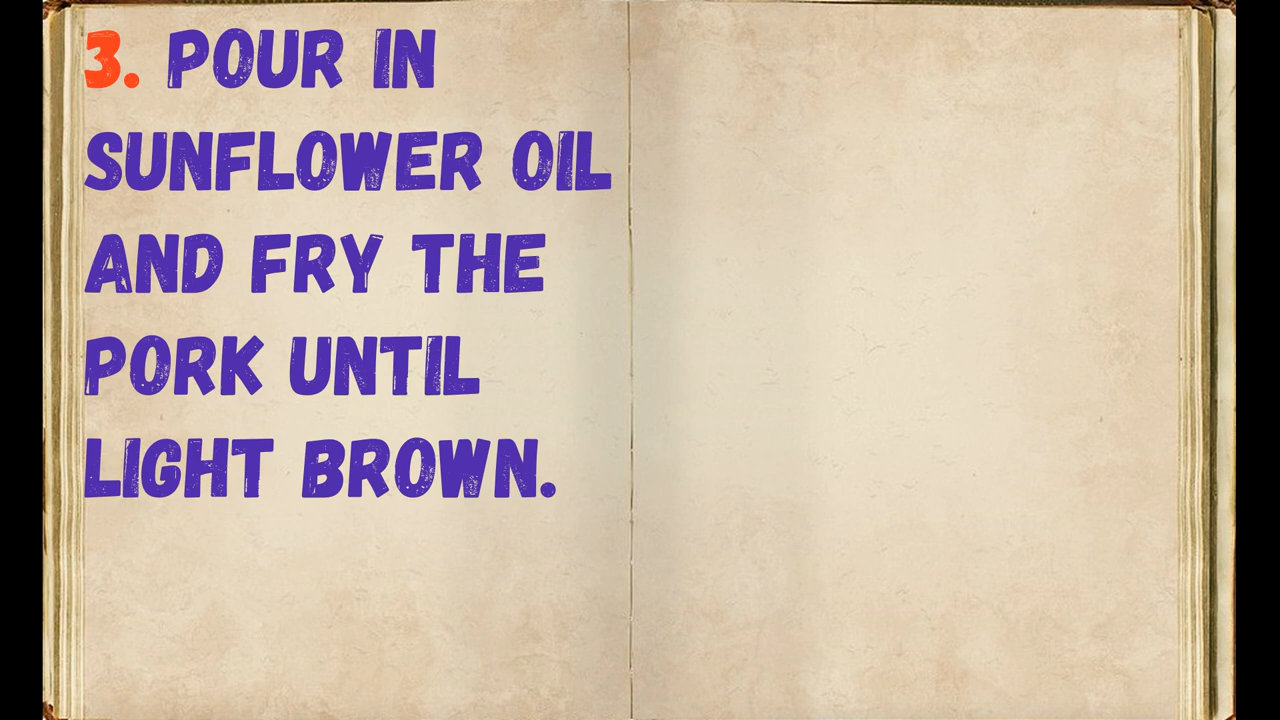 3. POUR IN
SUNFLOWER OIL
AND FRY THE
PORK UNTIL
LIGHT BROWN.